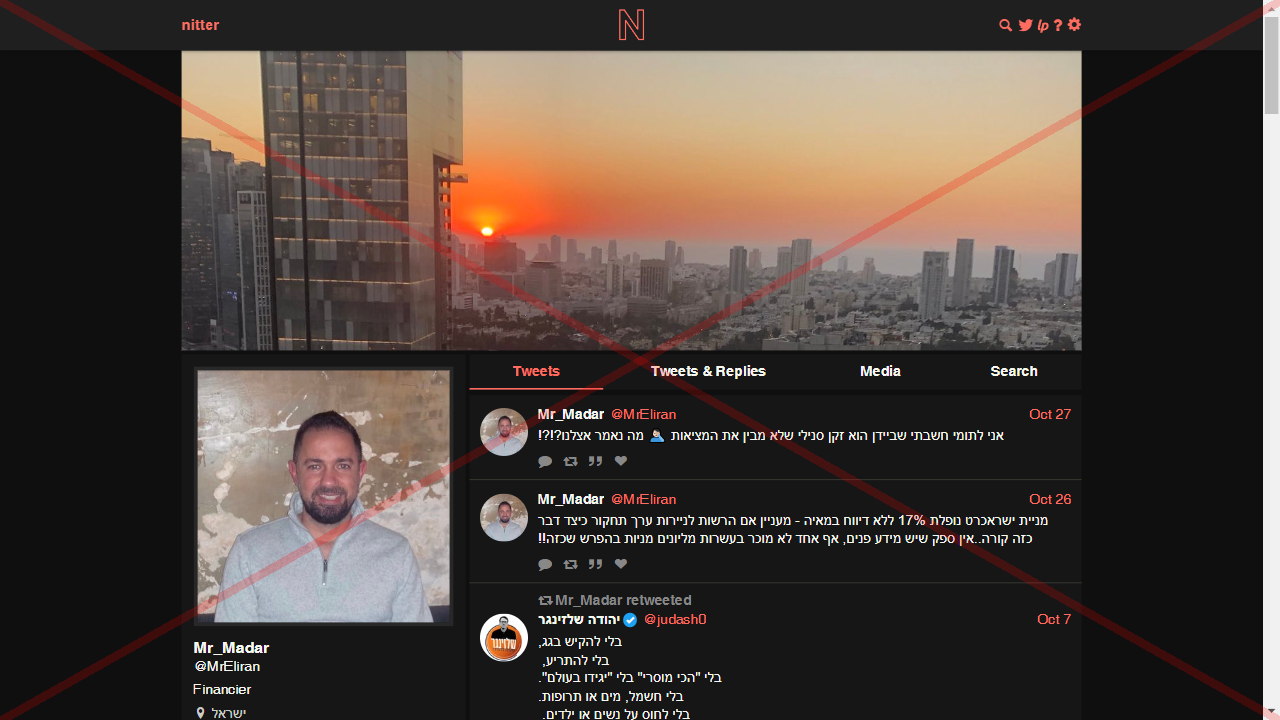 nitter
N
lp ?
Tweets
Tweets & Replies
Media
Search
Mr_Madar @MrEliran Oct 27
אני לתומי חשבתי שביידן הוא זקן סנילי שלא מבין את המציאות 🤦🏻‍♂️ מה נאמר אצלנו?!?!
Mr_Madar @MrEliran Oct 26
מניית ישראכרט נופלת 17% ללא דיווח במאיה - מעניין אם הרשות לניירות ערך תחקור כיצד דבר
כזה קורה..אין ספק שיש מידע פנים, אף אחד לא מוכר בעשרות מליונים מניות בהפרש שכזה!!
Mr_Madar retweeted
יהודה שלזינגר @judash0 Oct 7
שלזינגר
בלי להקיש בגג,
בלי להתריע,
בלי "הכי מוסרי" בלי "יגידו בעולם".
בלי חשמל, מים או תרופות.
בלי לחוס על נשים או ילדים.
Mr_Madar
@MrEliran
Financier
ישראל